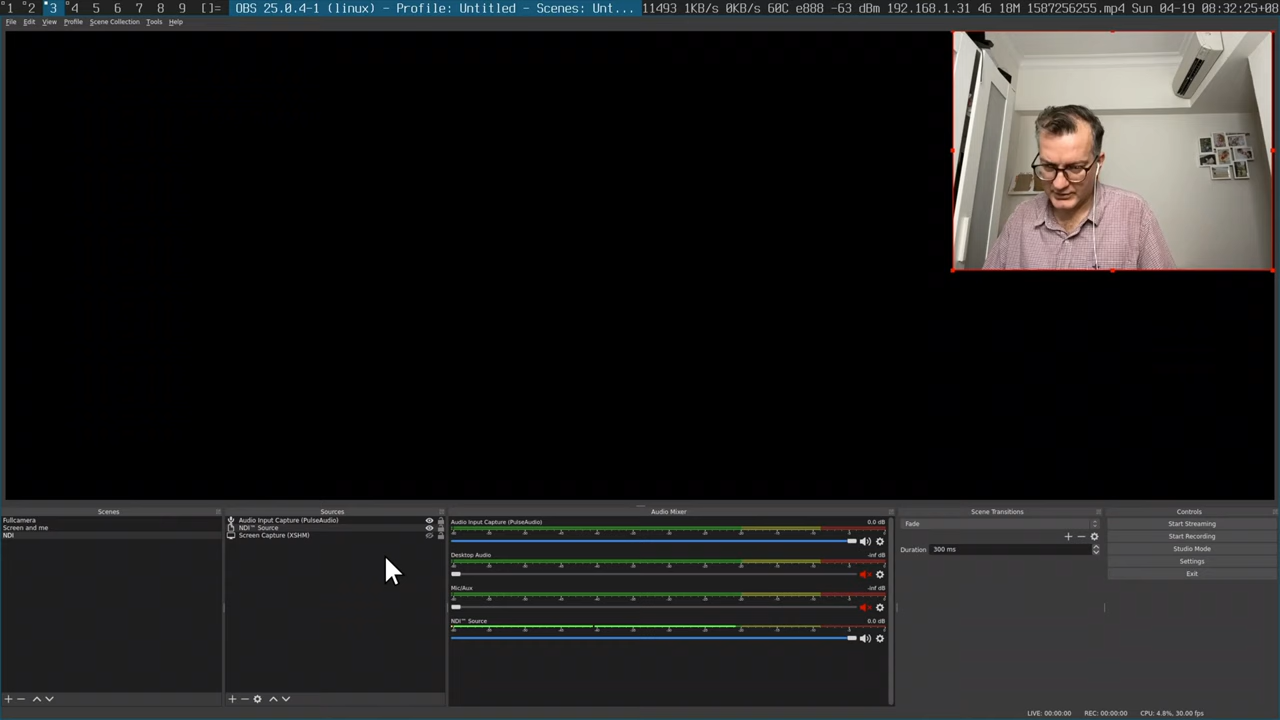 1 2 3 4 5 6 7 8 9 []= OBS 25.0.4-1 (linux) - Profile: Untitled - Scenes: Unt... 11493 1KB/s 0KB/s 60C e888 -63 dBm 192.168.1.31 46 18M 1587256255.mp4 Sun 04-19 08:32:25+08
File Edit View Profile Scene Collection Tools Help
Scenes
Fullcamera
Screen and me
NDI
Sources
Audio Input Capture (PulseAudio)
NDI™ Source
Screen Capture (XSHM)
Audio Mixer
Audio Input Capture (PulseAudio) 0.0 dB
Desktop Audio -inf dB
Mic/Aux -inf dB
NDI™ Source 0.0 dB
Scene Transitions
Fade
Duration 300 ms
Controls
Start Streaming
Start Recording
Studio Mode
Settings
Exit
LIVE: 00:00:00 REC: 00:00:00 CPU: 4.8%, 30.00 fps